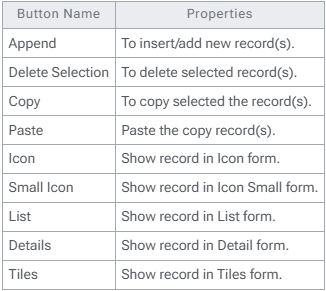 Button Name Properties
Append To insert/add new record(s).
Delete Selection To delete selected record(s).
Copy To copy selected the record(s).
Paste Paste the copy record(s).
Icon Show record in Icon form.
Small Icon Show record in Icon Small form.
List Show record in List form.
Details Show record in Detail form.
Tiles Show record in Tiles form.